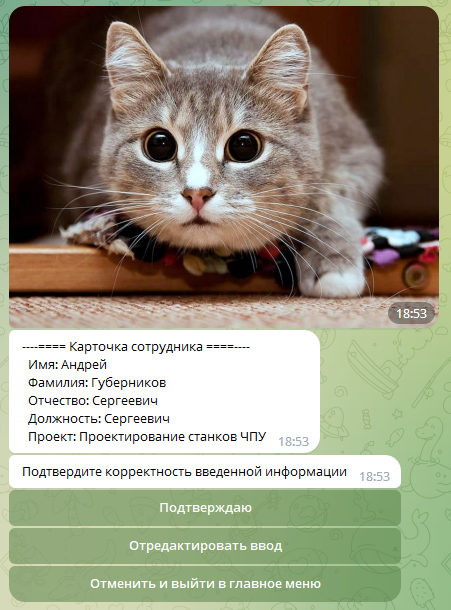 18:53
----==== Карточка сотрудника ====----
Имя: Андрей
Фамилия: Губерников
Отчество: Сергеевич
Должность: Сергеевич
Проект: Проектирование станков ЧПУ 18:53
Подтвердите корректность введенной информации 18:53
Подтверждаю
Отредактировать ввод
Отменить и выйти в главное меню